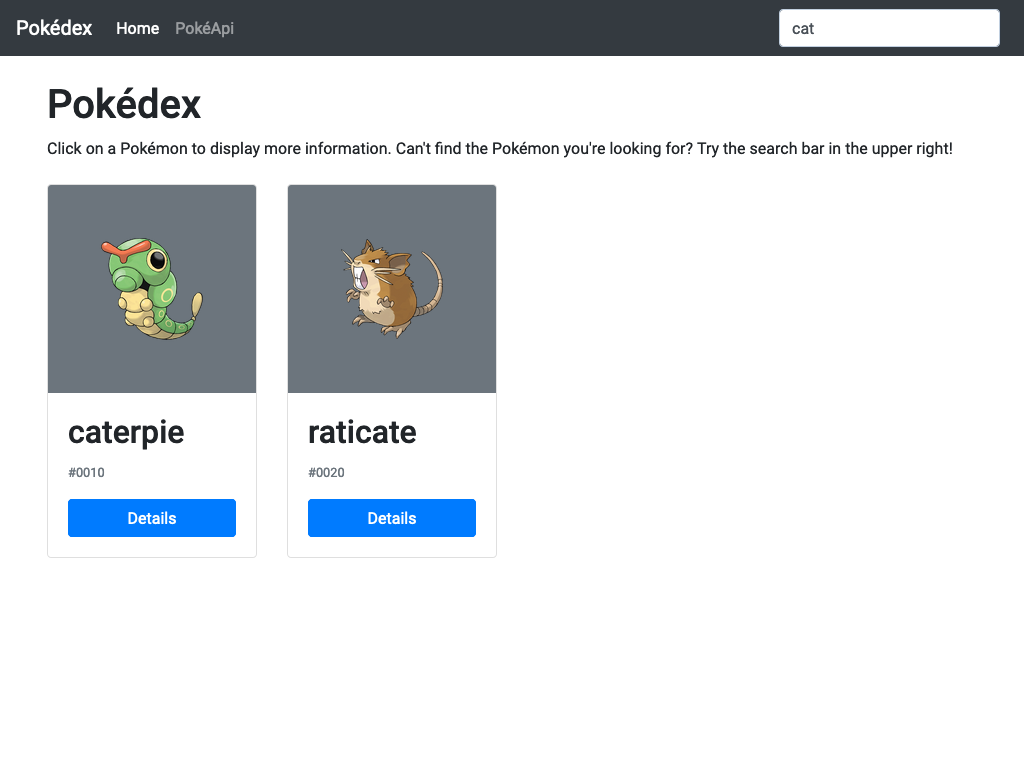 Pokédex Home PokéApi cat
Pokédex
Click on a Pokémon to display more information. Can't find the Pokémon you're looking for? Try the search bar in the upper right!
caterpie
#0010
Details
raticate
#0020
Details